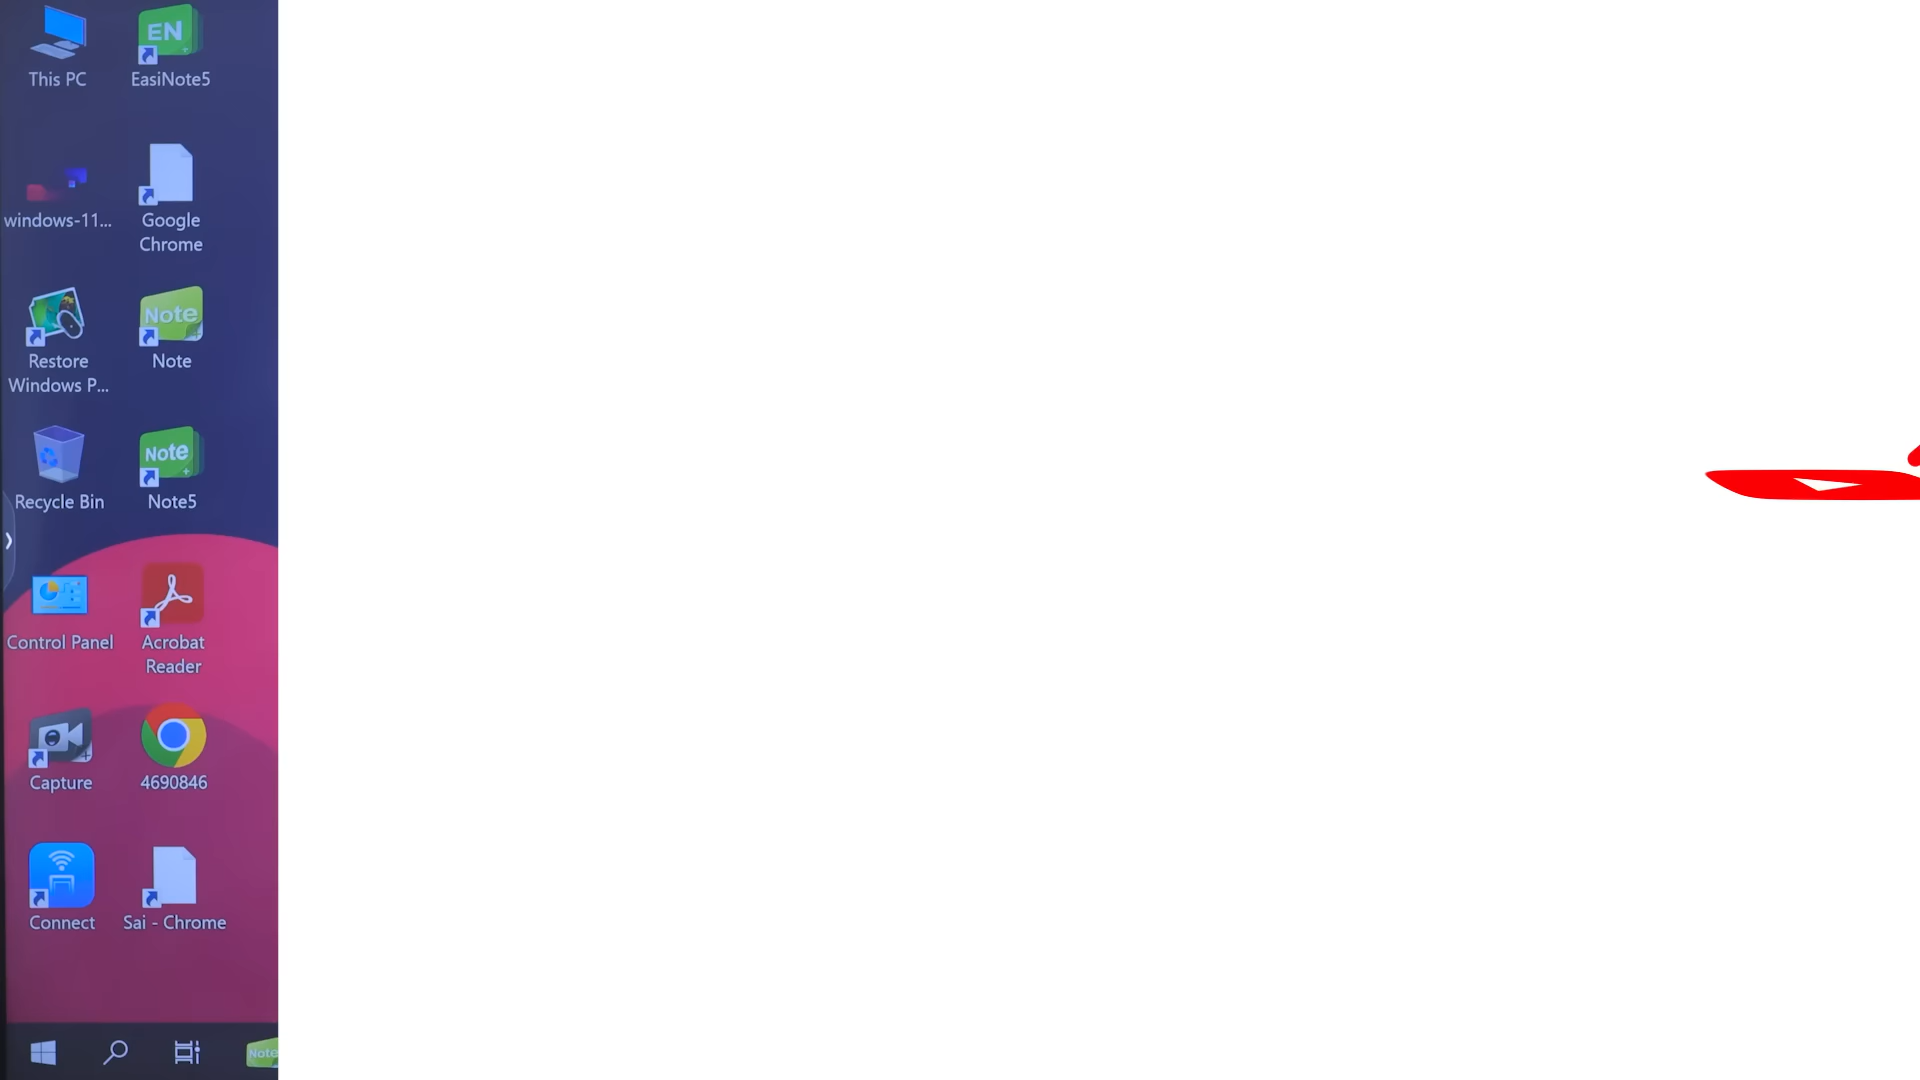 This PC
EN
EasiNote5
windows-11...
Google
Chrome
Restore
Windows P...
Note
Note
Recycle Bin
Note
Note5
Control Panel
Acrobat
Reader
Capture
4690846
Connect
Sai - Chrome
Note